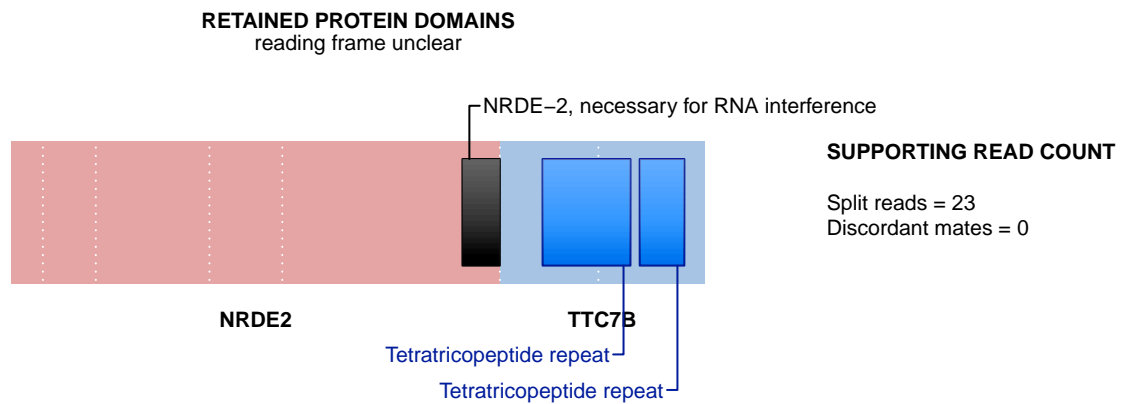 RETAINED PROTEIN DOMAINS
reading frame unclear
NRDE−2, necessary for RNA interference
SUPPORTING READ COUNT
Split reads = 23
Discordant mates = 0
NRDE2
TTC7B
Tetratricopeptide repeat
Tetratricopeptide repeat